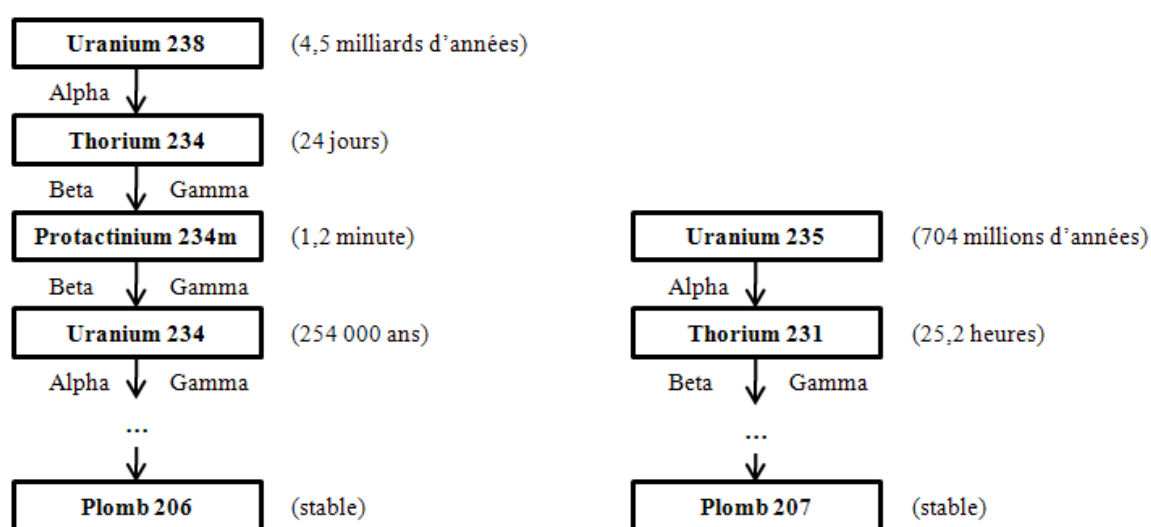 Uranium 238 (4,5 milliards d’années)
Alpha
Thorium 234 (24 jours)
Beta Gamma
Protactinium 234m (1,2 minute)
Beta Gamma
Uranium 234 (254 000 ans)
Alpha Gamma
...
Plomb 206 (stable)
Uranium 235 (704 millions d’années)
Alpha
Thorium 231 (25,2 heures)
Beta Gamma
...
Plomb 207 (stable)